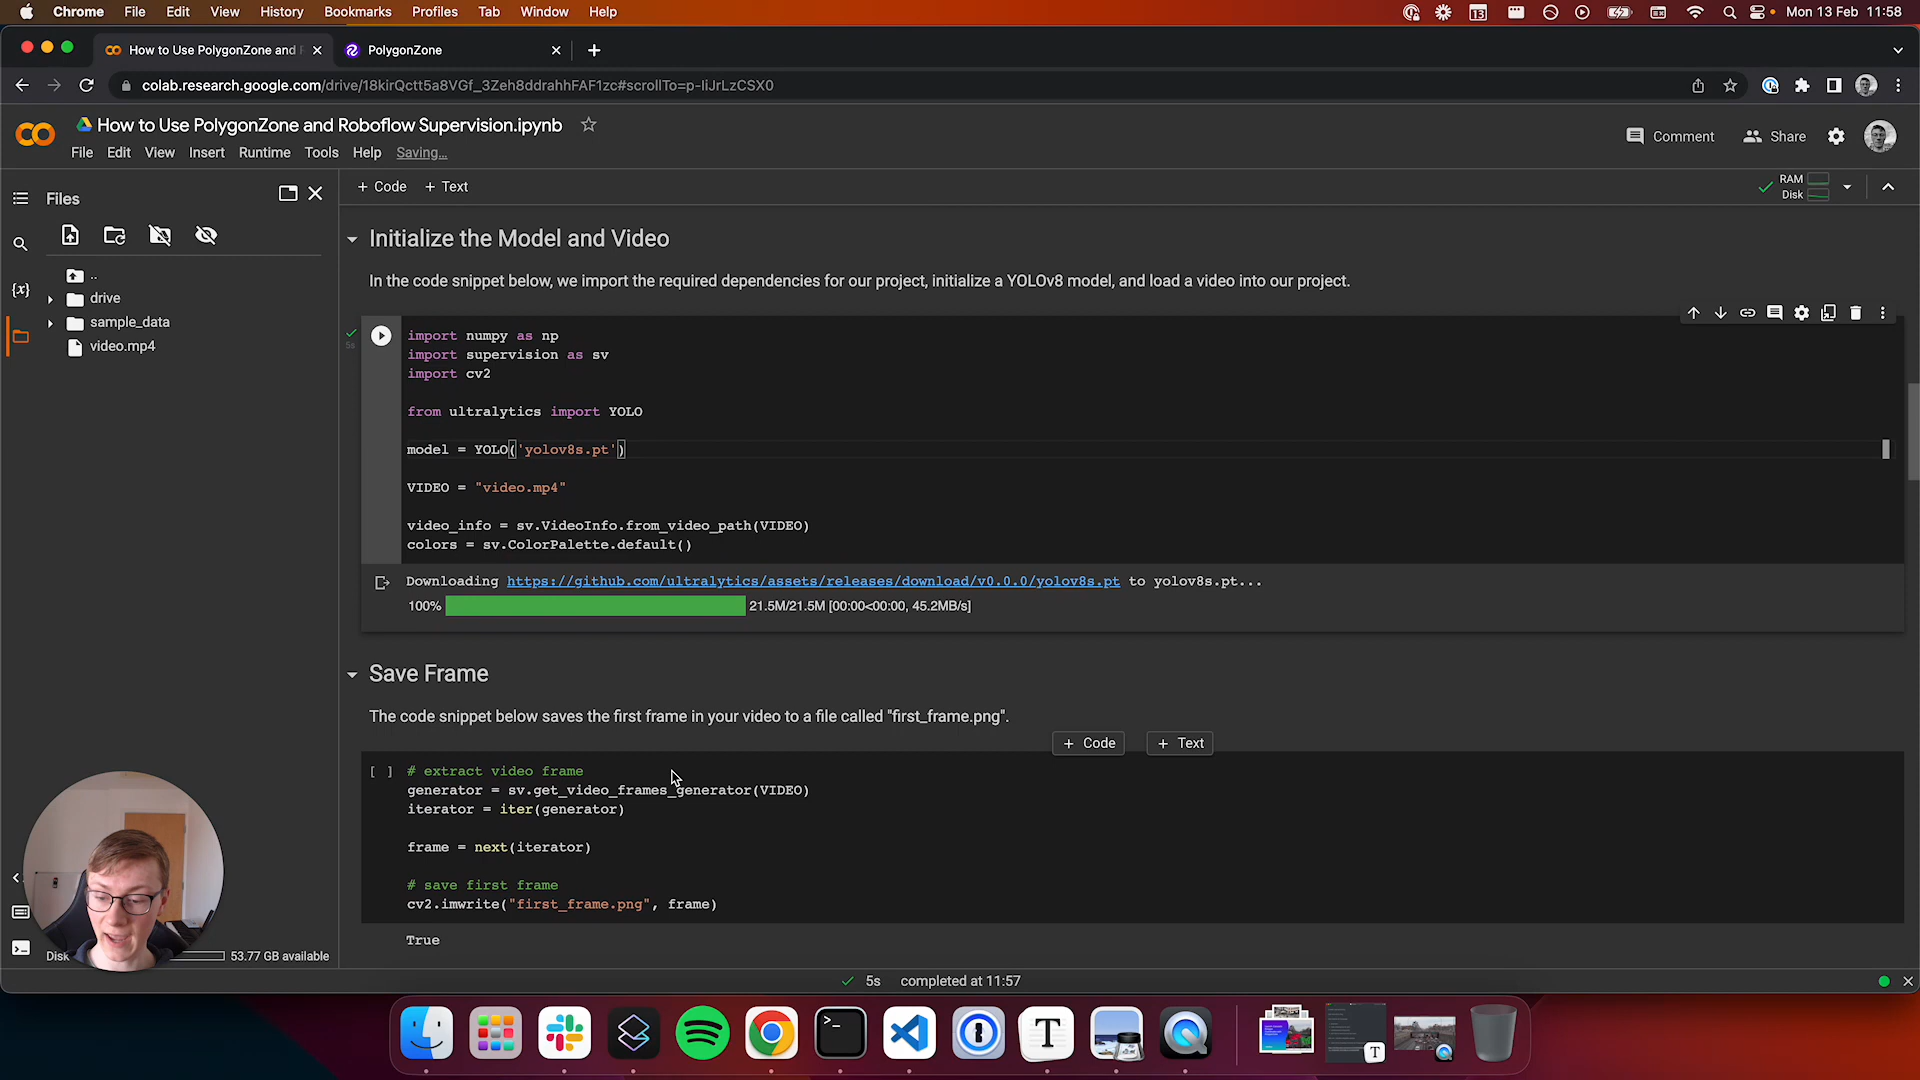 Chrome File Edit View History Bookmarks Profiles Tab Window Help
13
Mon 13 Feb 11:58
How to Use PolygonZone and R
PolygonZone
colab.research.google.com/drive/18kirQctt5a8VGf_3Zeh8ddrahhFAF1zc#scrollTo=p-IiJrLzCSX0
How to Use PolygonZone and Roboflow Supervision.ipynb
Comment
Share
File Edit View Insert Runtime Tools Help Saving...
Files
+ Code + Text
RAM
Disk
..
drive
sample_data
video.mp4
{x}
Initialize the Model and Video
In the code snippet below, we import the required dependencies for our project, initialize a YOLOv8 model, and load a video into our project.
5s
import numpy as np
import supervision as sv
import cv2
from ultralytics import YOLO
model = YOLO('yolov8s.pt')
VIDEO = "video.mp4"
video_info = sv.VideoInfo.from_video_path(VIDEO)
colors = sv.ColorPalette.default()
Downloading https://github.com/ultralytics/assets/releases/download/v0.0.0/yolov8s.pt to yolov8s.pt...
100% 21.5M/21.5M [00:00<00:00, 45.2MB/s]
Save Frame
The code snippet below saves the first frame in your video to a file called "first_frame.png".
+ Code + Text
[ ] # extract video frame
generator = sv.get_video_frames_generator(VIDEO)
iterator = iter(generator)
frame = next(iterator)
# save first frame
cv2.imwrite("first_frame.png", frame)
True
Disk 53.77 GB available
5s completed at 11:57
T
T